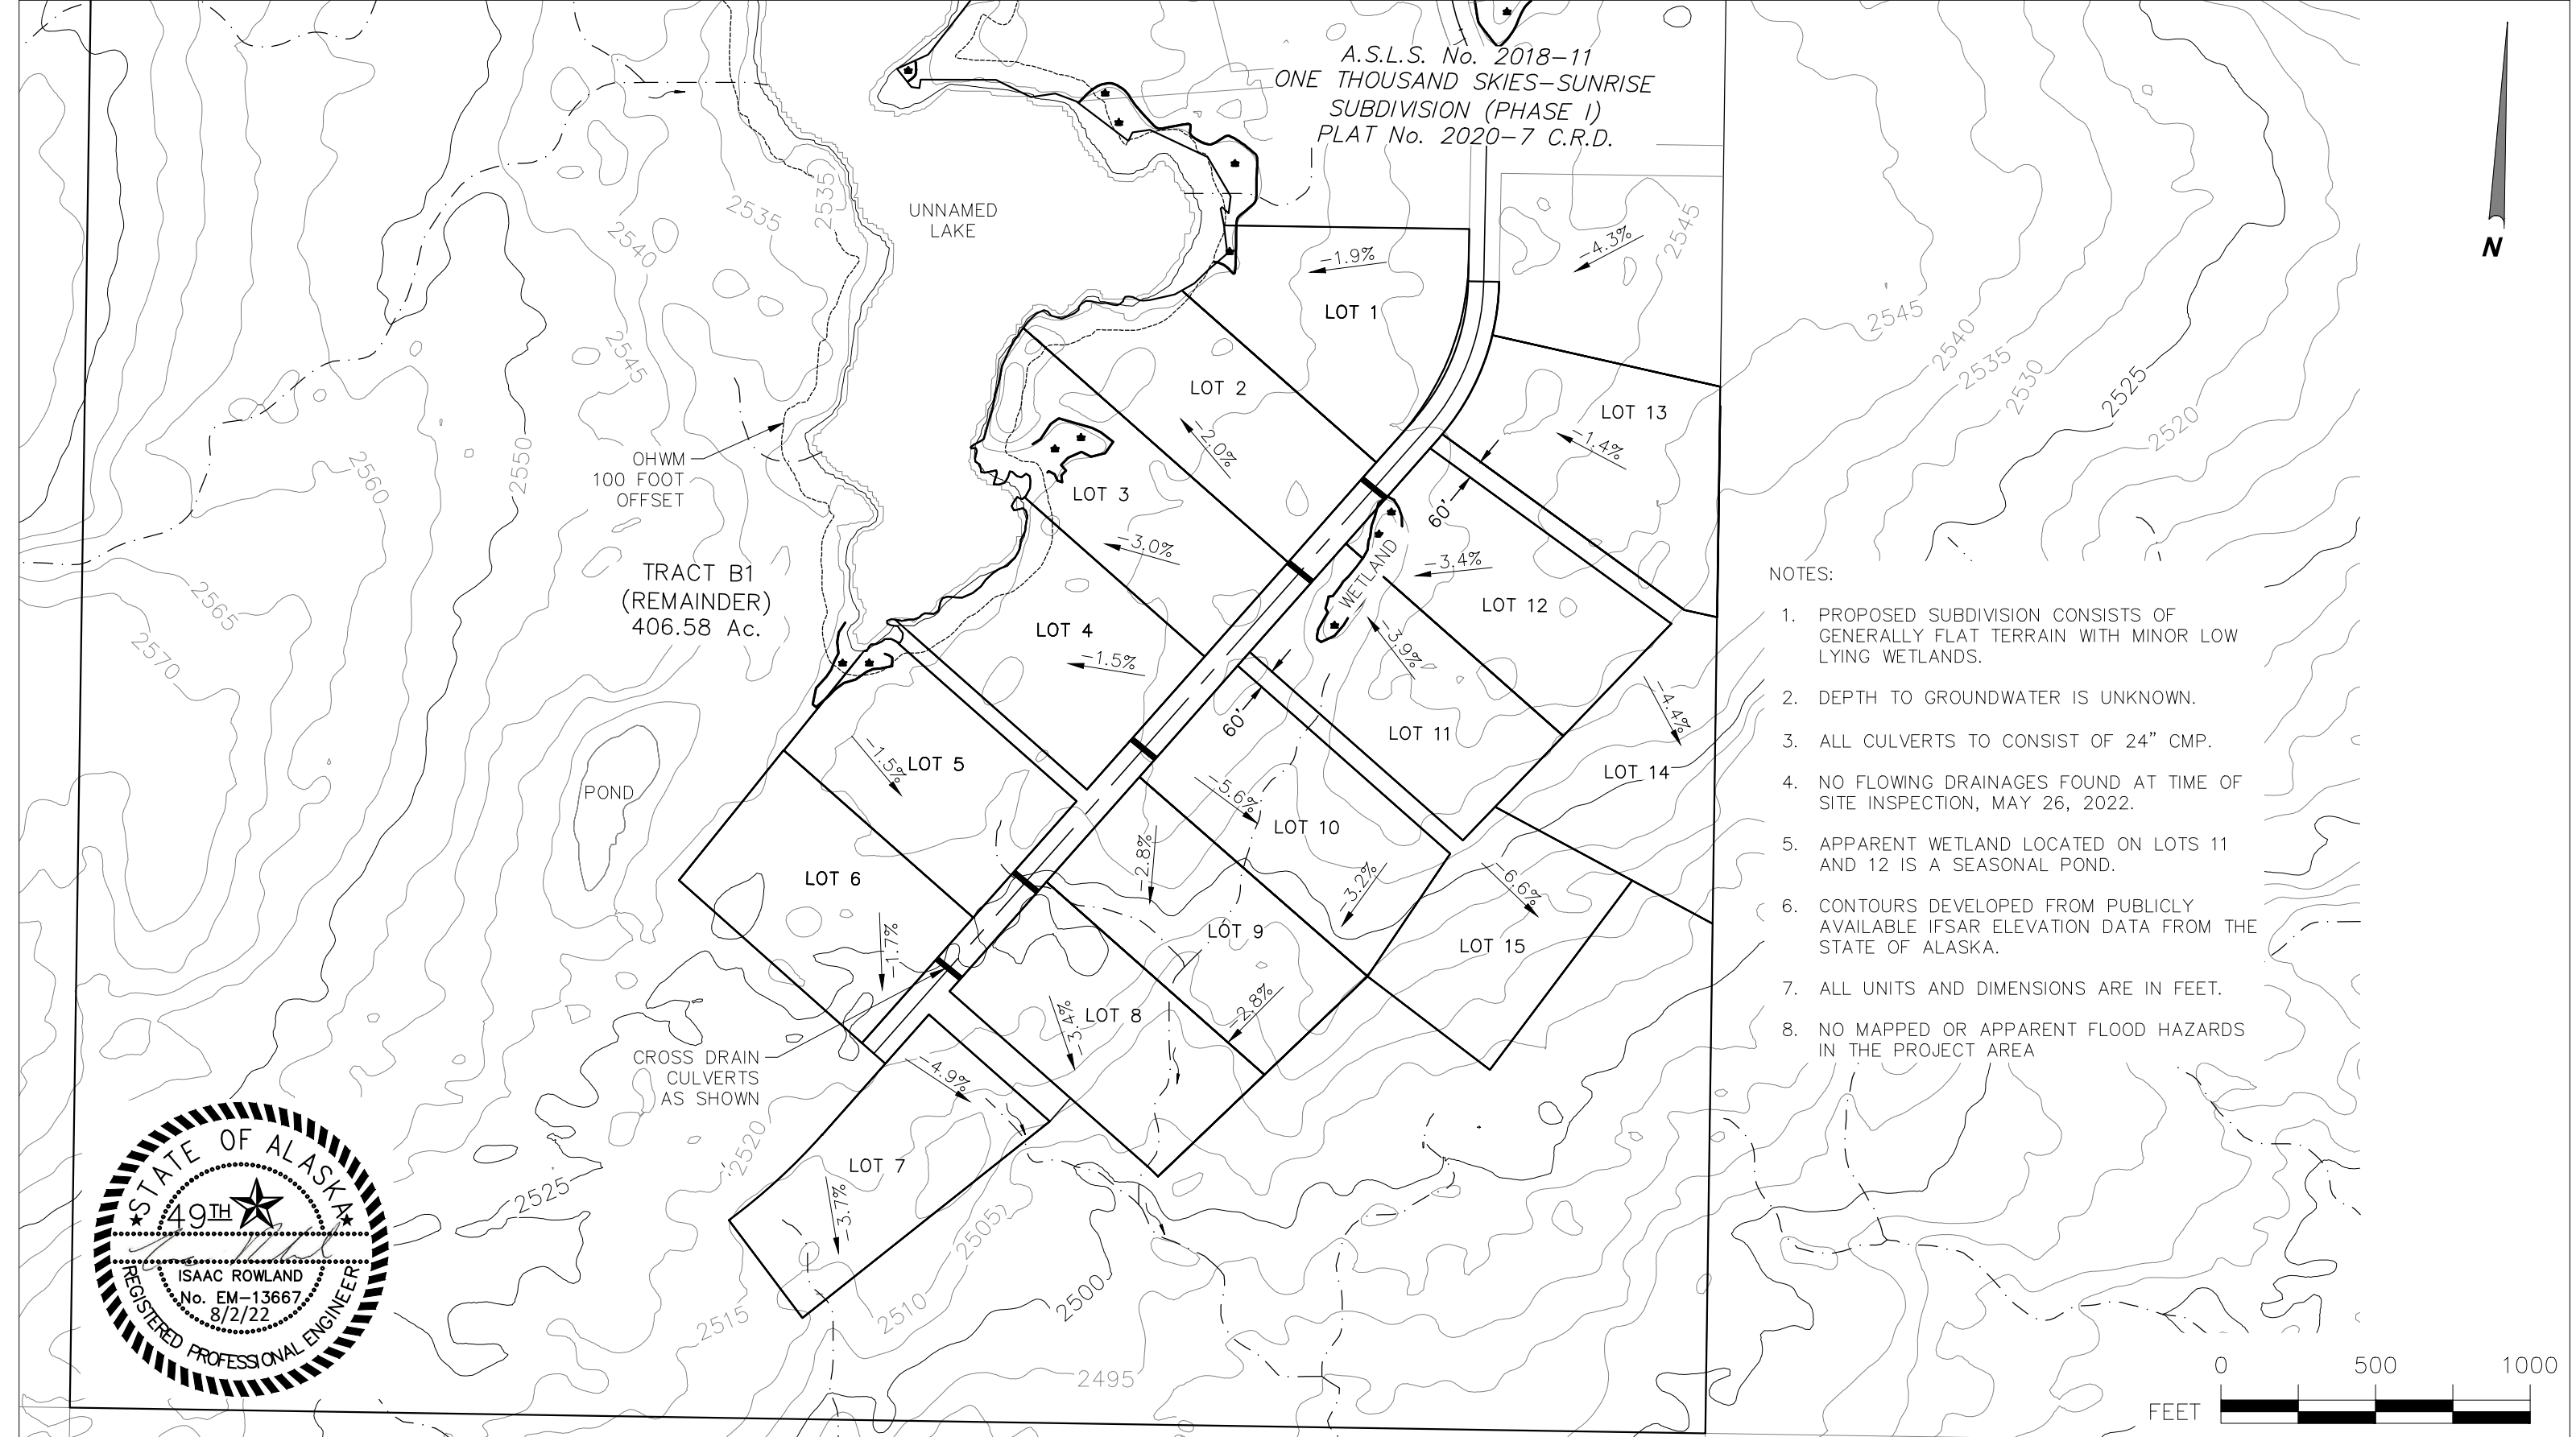 A.S.L.S. No. 2018-11
ONE THOUSAND SKIES-SUNRISE
SUBDIVISION (PHASE I)
PLAT No. 2020-7 C.R.D.
N
UNNAMED
LAKE
2535
2535
2540
2545
2550
2560
2565
2570
-1.9%
-4.3%
2545
LOT 1
LOT 2
-2.0%
LOT 13
-1.4%
2545
2540
2535
2530
2525
2520
OHWM
100 FOOT
OFFSET
LOT 3
-3.0%
60'
WETLAND
-3.4%
LOT 12
TRACT B1
(REMAINDER)
406.58 Ac.
LOT 4
-1.5%
-3.9%
-4.4%
60'
LOT 11
LOT 14
LOT 5
-1.5%
POND
-5.6%
LOT 10
-2.8%
-3.2%
-6.6%
LOT 6
-1.7%
LOT 9
-2.8%
LOT 15
LOT 8
-3.4%
CROSS DRAIN
CULVERTS
AS SHOWN
-4.9%
LOT 7
-3.7%
2520
2525
2505
2515
2510
2500
2495
NOTES:
1. PROPOSED SUBDIVISION CONSISTS OF
GENERALLY FLAT TERRAIN WITH MINOR LOW
LYING WETLANDS.
2. DEPTH TO GROUNDWATER IS UNKNOWN.
3. ALL CULVERTS TO CONSIST OF 24" CMP.
4. NO FLOWING DRAINAGES FOUND AT TIME OF
SITE INSPECTION, MAY 26, 2022.
5. APPARENT WETLAND LOCATED ON LOTS 11
AND 12 IS A SEASONAL POND.
6. CONTOURS DEVELOPED FROM PUBLICLY
AVAILABLE IFSAR ELEVATION DATA FROM THE
STATE OF ALASKA.
7. ALL UNITS AND DIMENSIONS ARE IN FEET.
8. NO MAPPED OR APPARENT FLOOD HAZARDS
IN THE PROJECT AREA
STATE OF ALASKA
49TH
ISAAC ROWLAND
No. EM-13667
8/2/22
REGISTERED PROFESSIONAL ENGINEER
0 500 1000
FEET